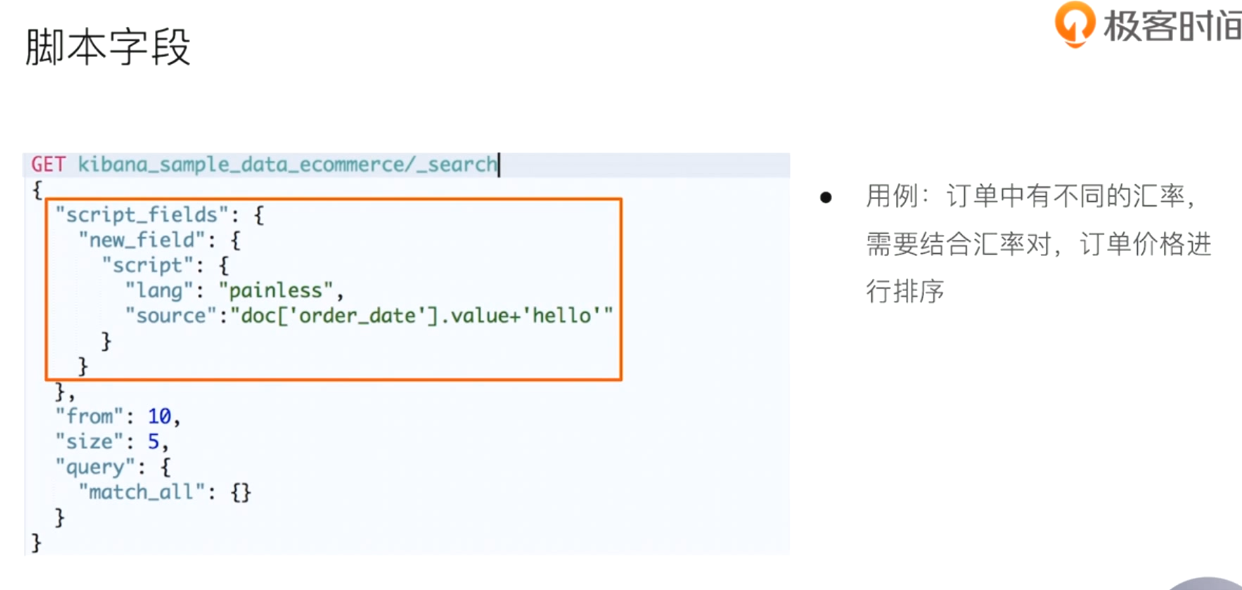 脚本字段
极客时间
GET kibana_sample_data_ecommerce/_search
{
  "script_fields": {
    "new_field": {
      "script": {
        "lang": "painless",
        "source":"doc['order_date'].value+'hello'"
      }
    }
  },
  "from": 10,
  "size": 5,
  "query": {
    "match_all": {}
  }
}
● 用例：订单中有不同的汇率，
需要结合汇率对，订单价格进
行排序